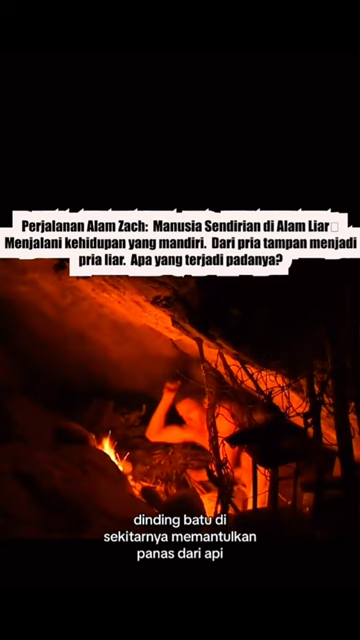 Perjalanan Alam Zach: Manusia Sendirian di Alam Liar
Menjalani kehidupan yang mandiri. Dari pria tampan menjadi
pria liar. Apa yang terjadi padanya?
dinding batu di
sekitarnya memantulkan
panas dari api